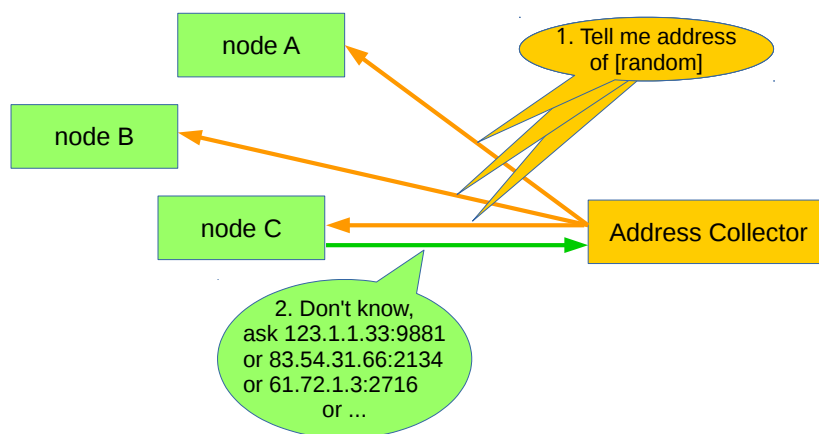 node A
1. Tell me address
of [random]
node B
node C
Address Collector
2. Don't know,
ask 123.1.1.33:9881
or 83.54.31.66:2134
or 61.72.1.3:2716
or ...